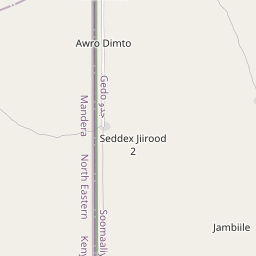 Awro Dimto
Gedo جدو
Mandera
Seddex Jiirood
2
North Eastern
Soomaaliy
Keny
Jambiile